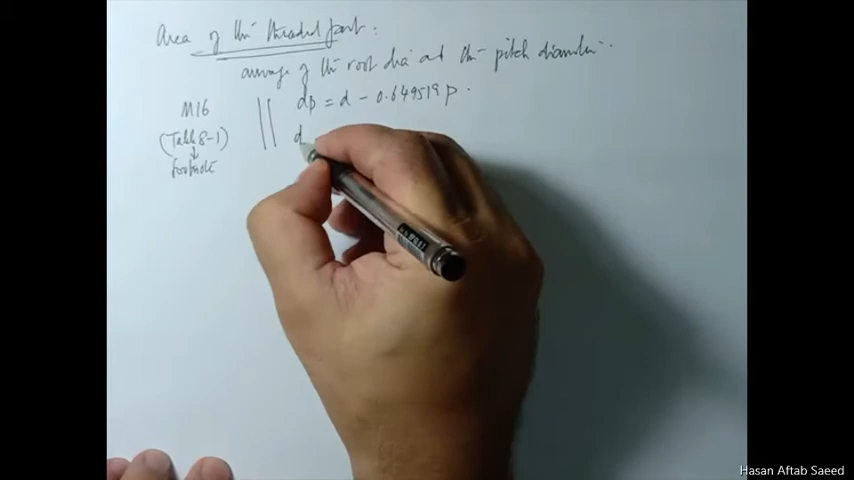 Area of the threaded part:
average of the root dia and the pitch diameter.
M16
(Table 8-1)
↓
footnote
dp = d - 0.649519 p.
d
Hasan Aftab Saeed